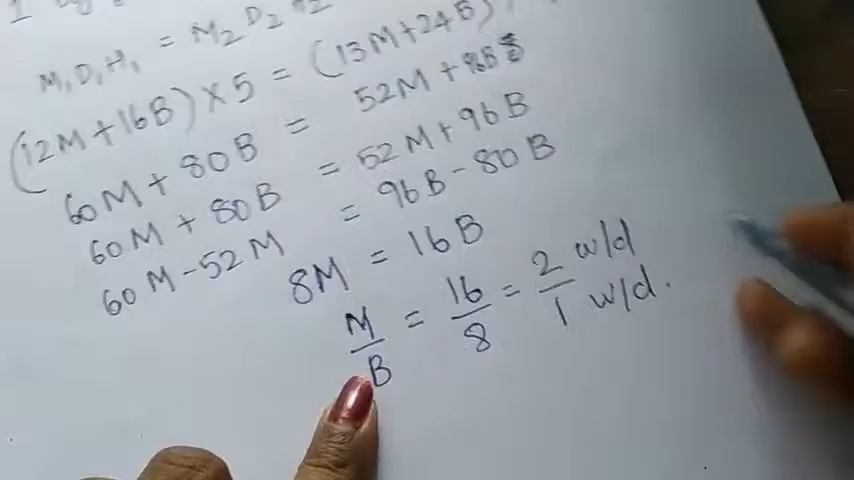 M₁D₁H₁ = M₂D₂
(12M+16B) × 5 = (13M+24B)
60M + 80B = 52M + 96B
60M + 80B = 52M + 96B
60M - 52M = 96B - 80B
8M = 16B
M/B = 16/8 = 2/1 w/d w/d.